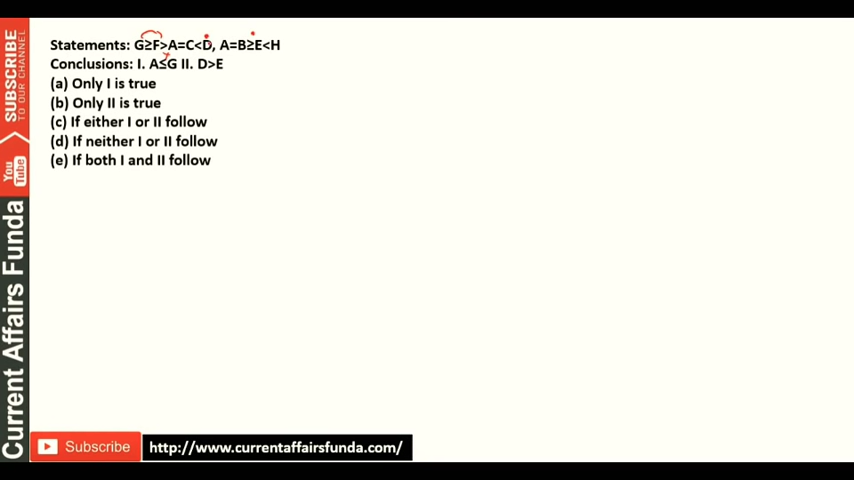 SUBSCRIBE
TO OUR CHANNEL
You
Tube
Current Affairs Funda
Statements: G≥F>A=C<D, A=B≥E<H
Conclusions: I. A≤G II. D>E
(a) Only I is true
(b) Only II is true
(c) If either I or II follow
(d) If neither I or II follow
(e) If both I and II follow
Subscribe
http://www.currentaffairsfunda.com/